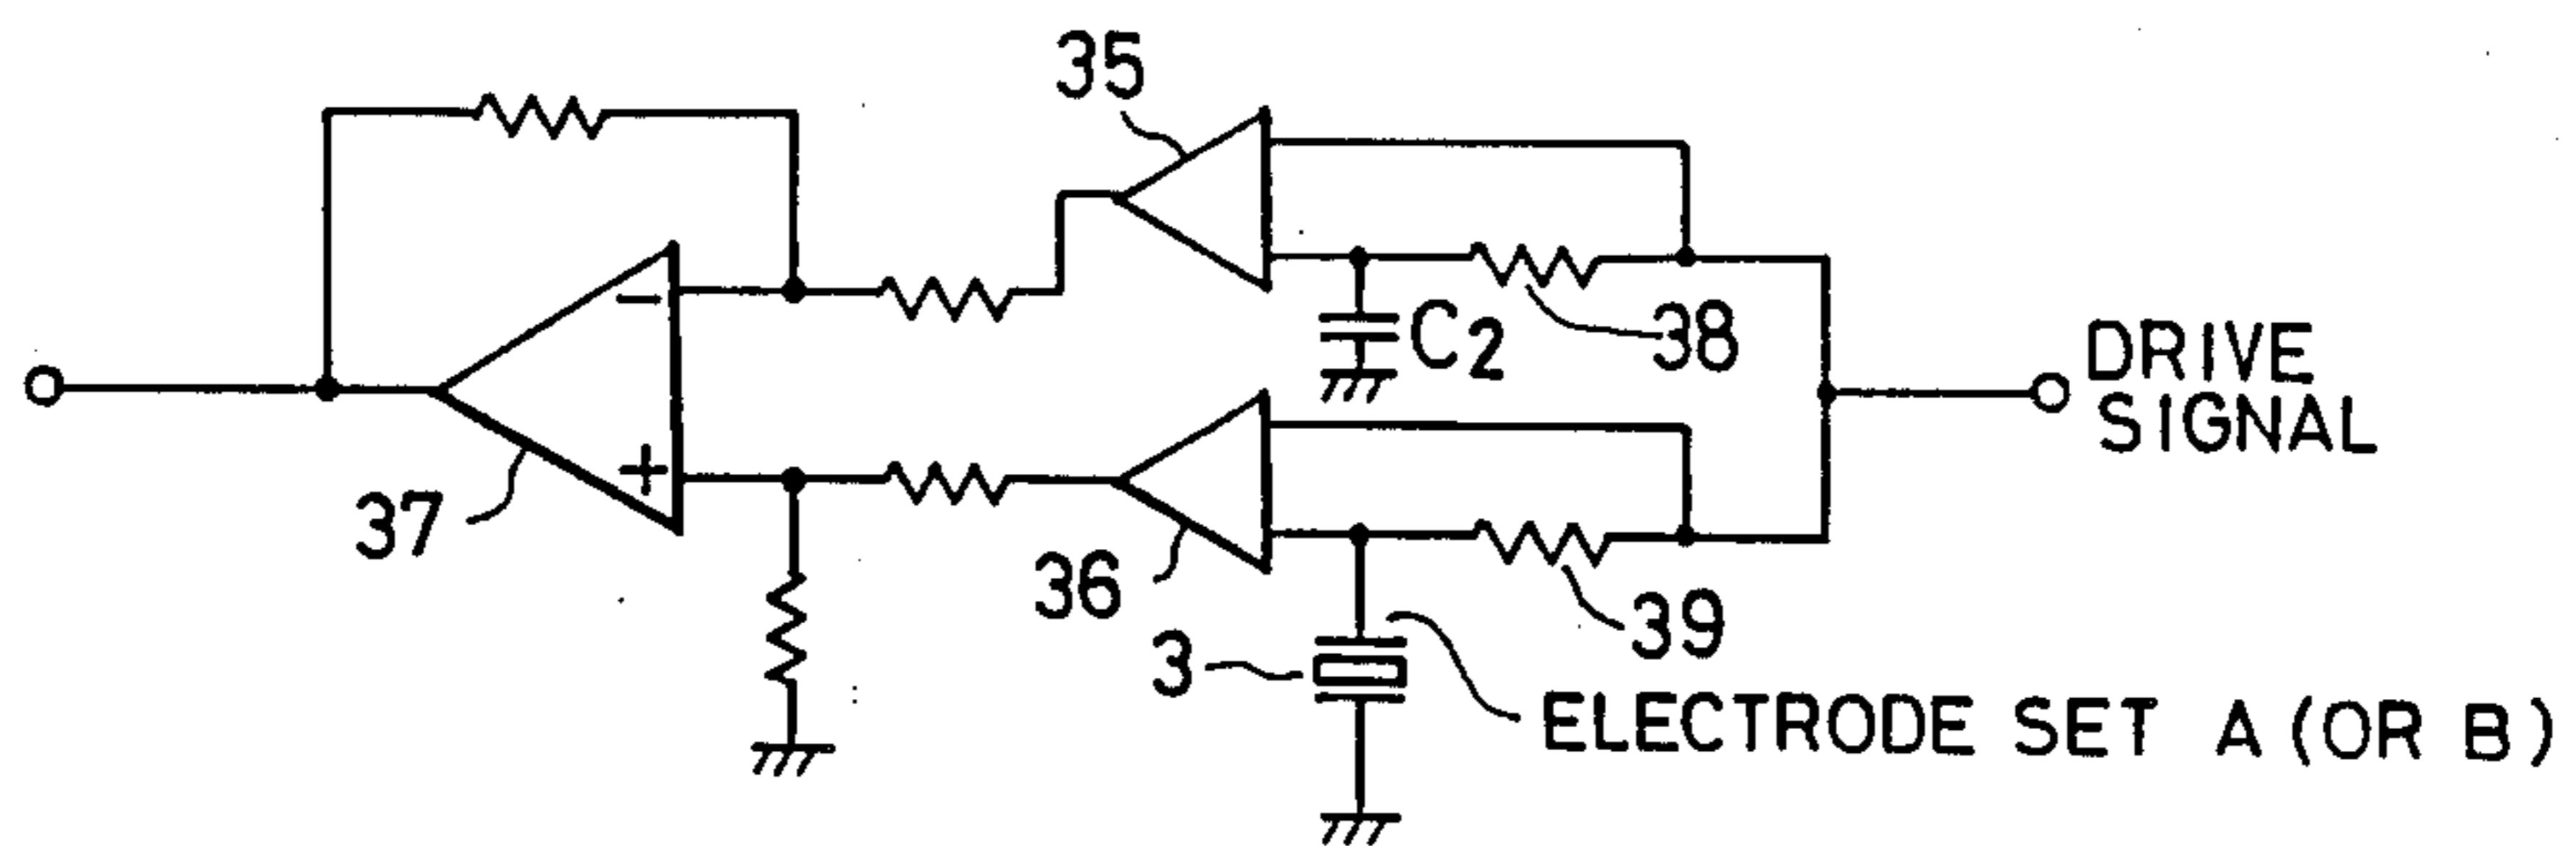 35
C2
38
DRIVE
SIGNAL
−
+
37
36
39
3
ELECTRODE SET A (OR B)